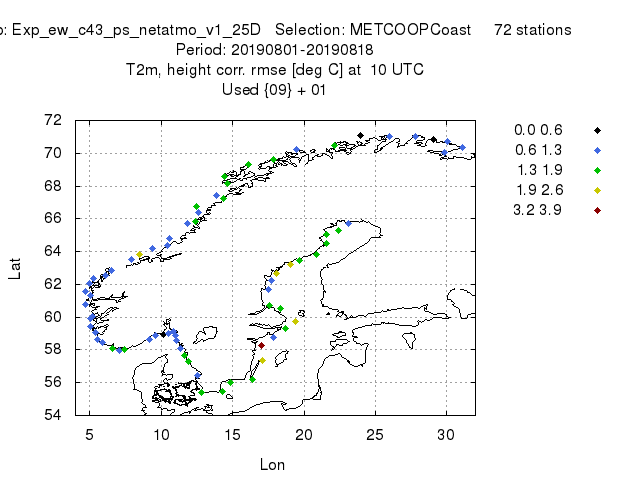 : Exp_ew_c43_ps_netatmo_v1_25D Selection: METCOOPCoast 72 stations
Period: 20190801-20190818
T2m, height corr. rmse [deg C] at 10 UTC
Used {09} + 01
72
70
68
66
64
62
60
58
56
54
Lat
5 10 15 20 25 30
Lon
0.0 0.6
0.6 1.3
1.3 1.9
1.9 2.6
3.2 3.9